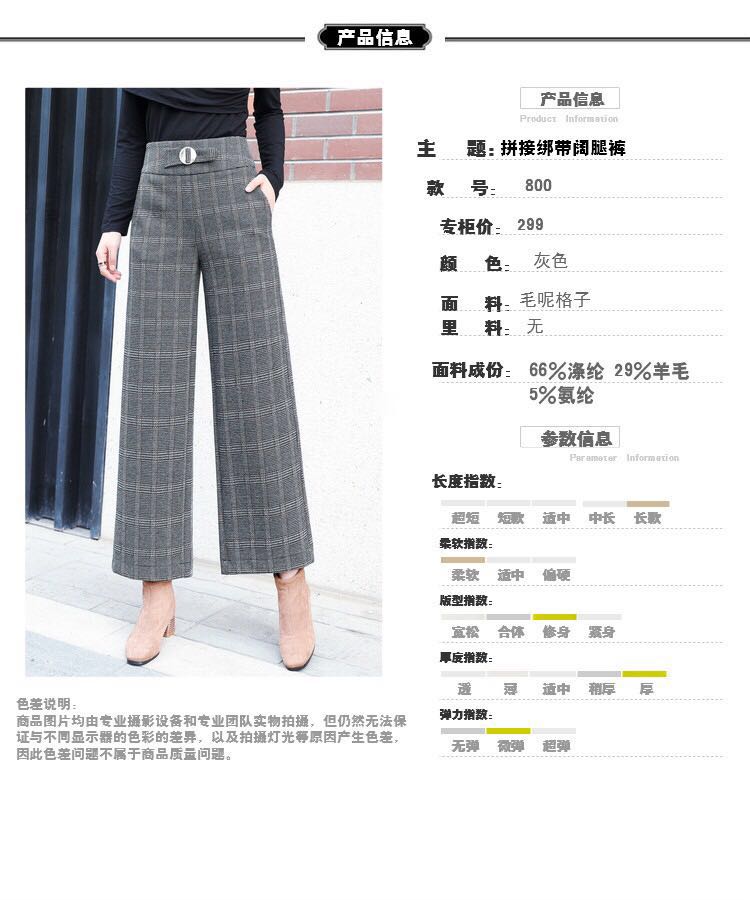 产品信息
产品信息
Product Information
主 题: 拼接绑带阔腿裤
款 号: 800
专柜价: 299
颜 色: 灰色
面 料: 毛呢格子
里 料: 无
面料成份: 66%涤纶 29%羊毛
5%氨纶
参数信息
Parameter Information
长度指数:
超短 短款 适中 中长 长款
柔软指数:
柔软 适中 偏硬
版型指数:
宽松 合体 修身 紧身
厚度指数:
透 薄 适中 稍厚 厚
弹力指数:
无弹 微弹 超弹
色差说明:
商品图片均由专业摄影设备和专业团队实物拍摄，但仍然无法保
证与不同显示器的色彩的差异，以及拍摄灯光等原因产生色差，
因此色差问题不属于商品质量问题。